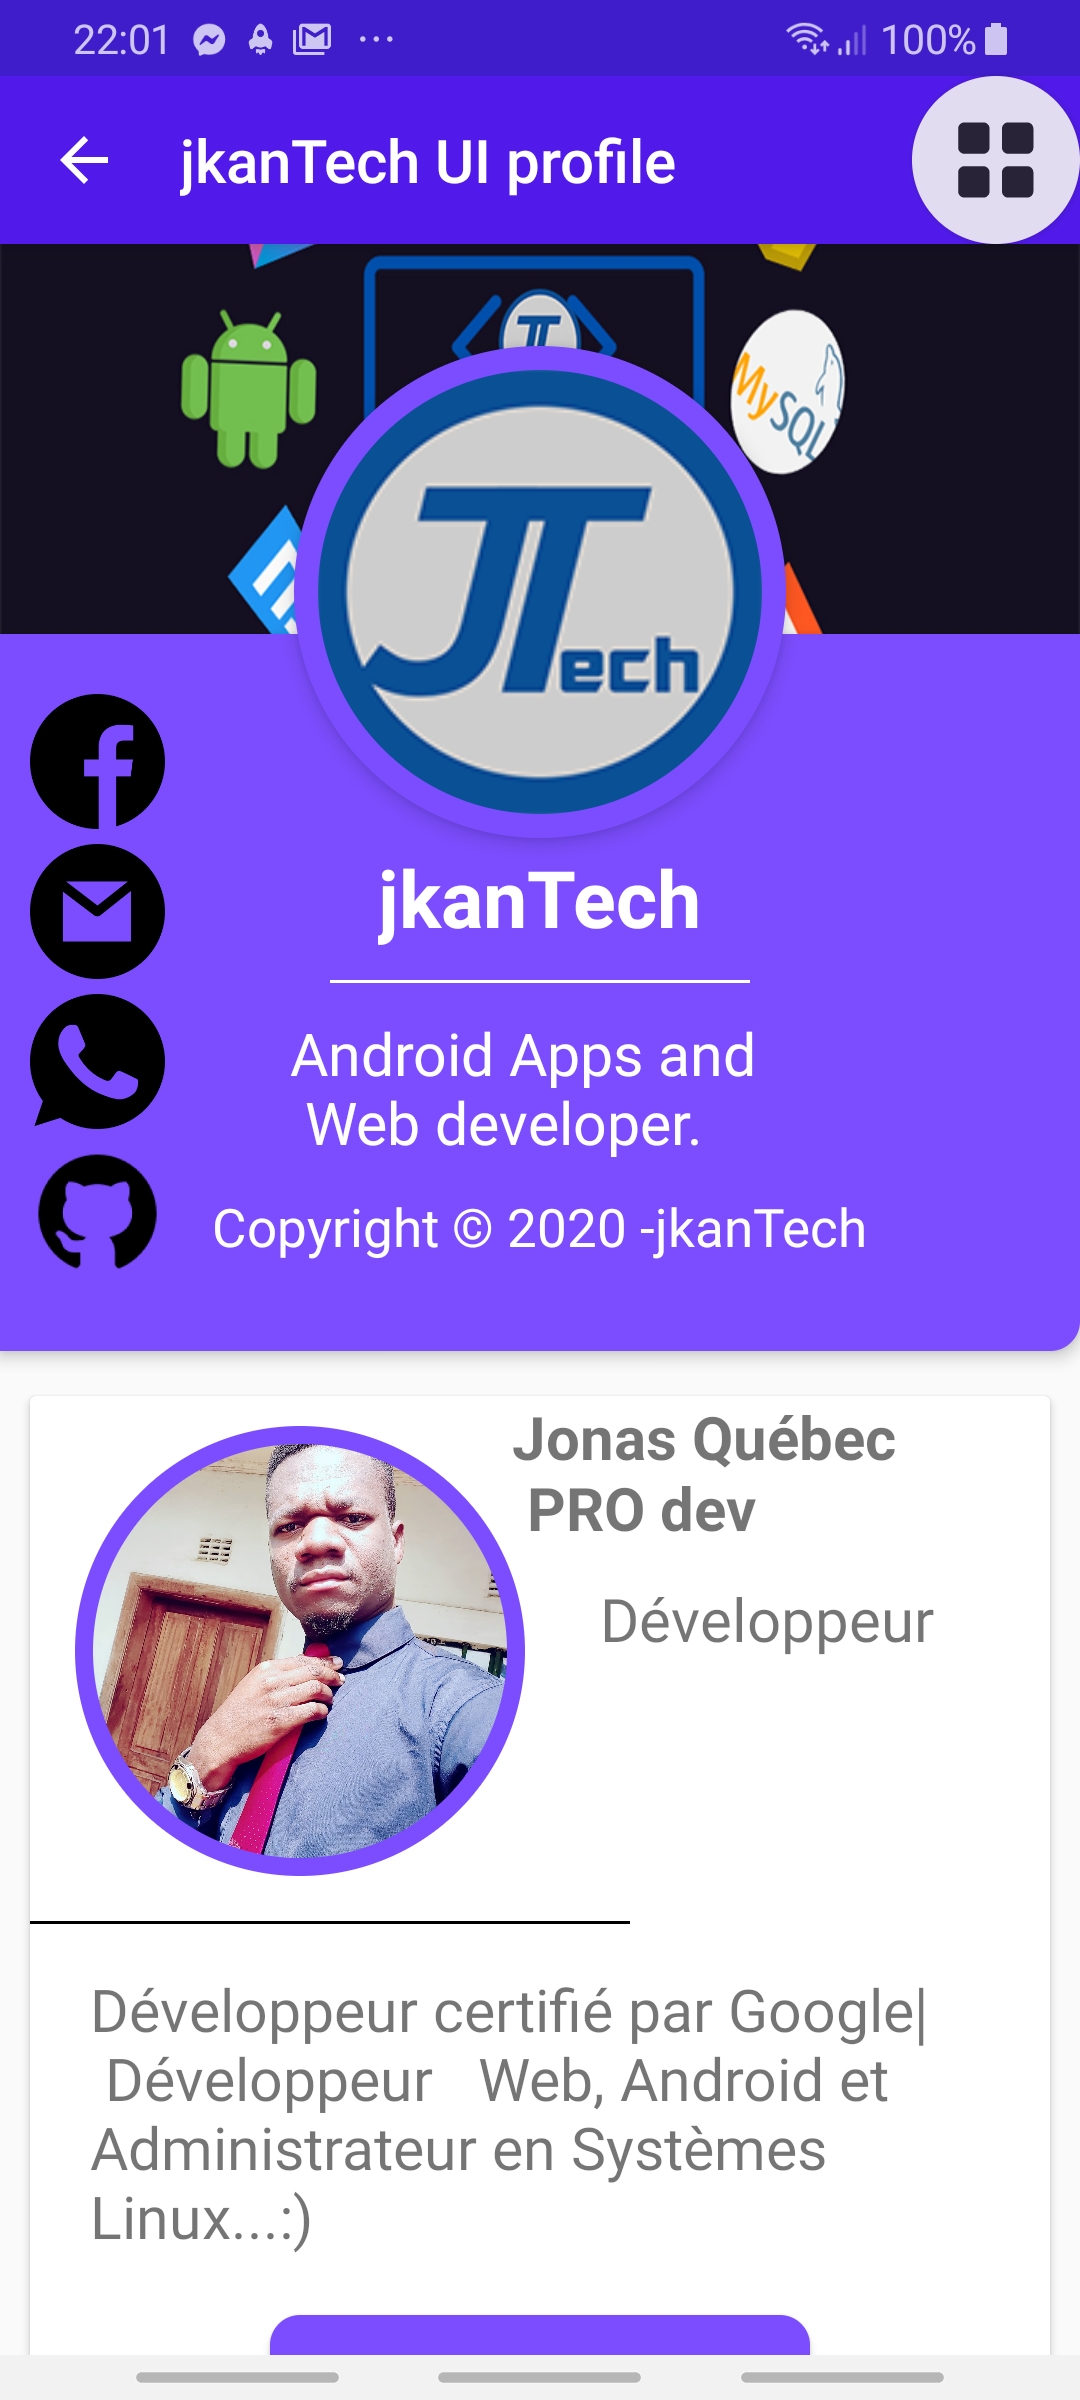 22:01
100%
jkanTech UI profile
MySQL
JTech
jkanTech
Android Apps and
Web developer.
Copyright © 2020 -jkanTech
Jonas Québec
PRO dev
Développeur
Développeur certifié par Google|
Développeur Web, Android et
Administrateur en Systèmes
Linux...:)